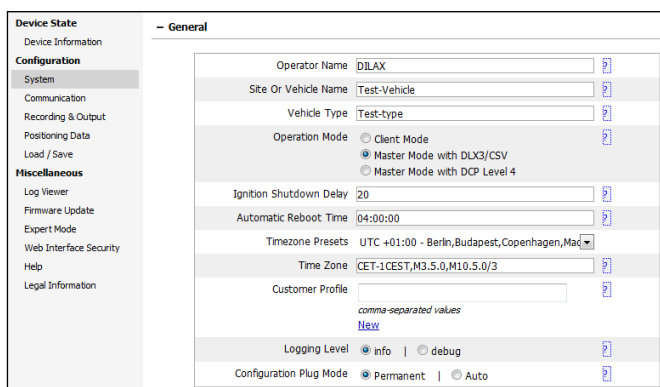 Device State
Device Information
Configuration
System
Communication
Recording & Output
Positioning Data
Load / Save
Miscellaneous
Log Viewer
Firmware Update
Expert Mode
Web Interface Security
Help
Legal Information
− General
Operator Name DILAX ?
Site Or Vehicle Name Test-Vehicle ?
Vehicle Type Test-type ?
Operation Mode Client Mode ?
Master Mode with DLX3/CSV
Master Mode with DCP Level 4
Ignition Shutdown Delay 20 ?
Automatic Reboot Time 04:00:00 ?
Timezone Presets UTC +01:00 - Berlin,Budapest,Copenhagen,Mad
Time Zone CET-1CEST,M3.5.0,M10.5.0/3 ?
Customer Profile ?
comma-separated values
New
Logging Level info | debug ?
Configuration Plug Mode Permanent | Auto ?